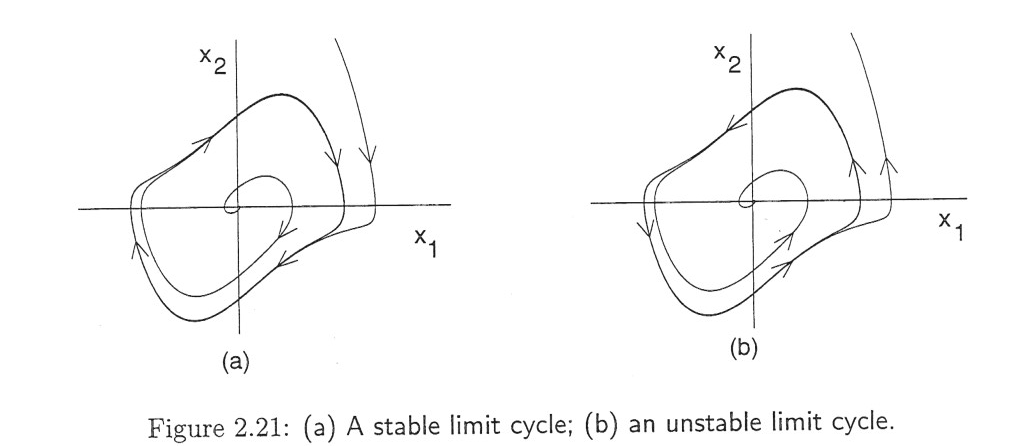 x2
x1
(a)
x2
x1
(b)
Figure 2.21: (a) A stable limit cycle; (b) an unstable limit cycle.